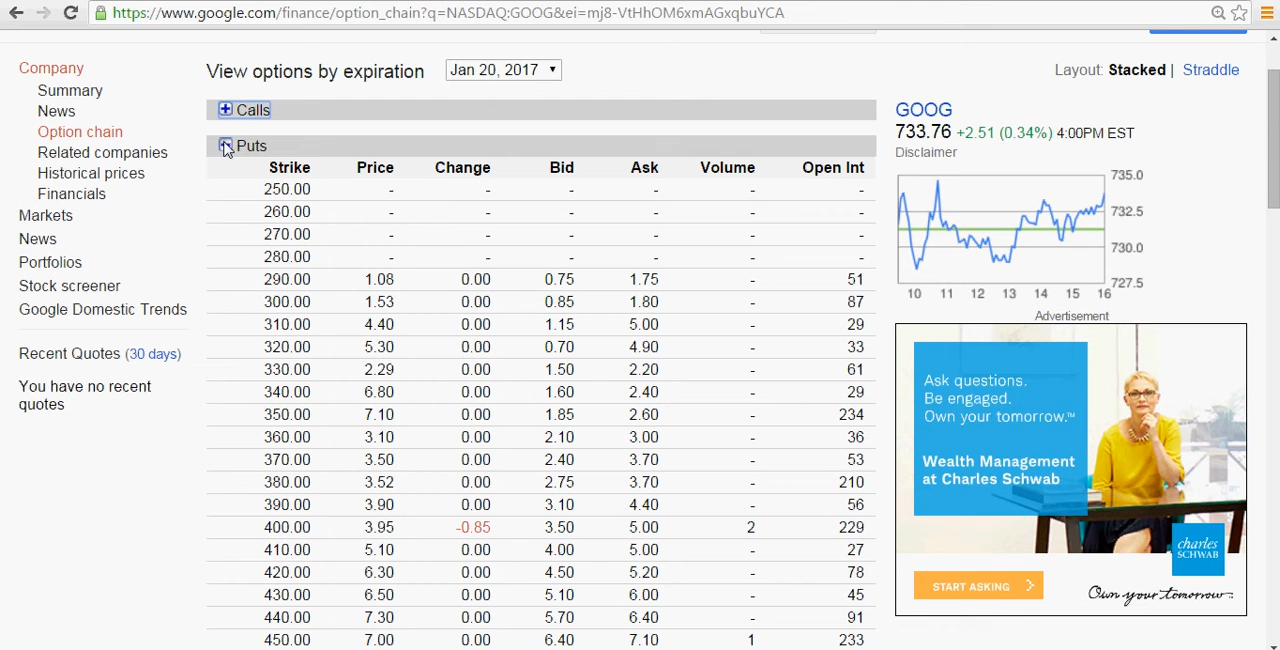 https://www.google.com/finance/option_chain?q=NASDAQ:GOOG&ei=mj8-VtHhOM6xmAGxqbuYCA
Company
Summary
News
Option chain
Related companies
Historical prices
Financials
Markets
News
Portfolios
Stock screener
Google Domestic Trends
Recent Quotes (30 days)
You have no recent
quotes
View options by expiration Jan 20, 2017
Calls
Puts
Strike Price Change Bid Ask Volume Open Int
250.00 - - - - - -
260.00 - - - - - -
270.00 - - - - - -
280.00 - - - - - -
290.00 1.08 0.00 0.75 1.75 - 51
300.00 1.53 0.00 0.85 1.80 - 87
310.00 4.40 0.00 1.15 5.00 - 29
320.00 5.30 0.00 0.70 4.90 - 33
330.00 2.29 0.00 1.50 2.20 - 61
340.00 6.80 0.00 1.60 2.40 - 29
350.00 7.10 0.00 1.85 2.60 - 234
360.00 3.10 0.00 2.10 3.00 - 36
370.00 3.50 0.00 2.40 3.70 - 53
380.00 3.52 0.00 2.75 3.70 - 210
390.00 3.90 0.00 3.10 4.40 - 56
400.00 3.95 -0.85 3.50 5.00 2 229
410.00 5.10 0.00 4.00 5.00 - 27
420.00 6.30 0.00 4.50 5.20 - 78
430.00 6.50 0.00 5.10 6.00 - 45
440.00 7.30 0.00 5.70 6.40 - 91
450.00 7.00 0.00 6.40 7.10 1 233
Layout: Stacked | Straddle
GOOG
733.76 +2.51 (0.34%) 4:00PM EST
Disclaimer
735.0
732.5
730.0
727.5
10 11 12 13 14 15 16
Advertisement
Ask questions.
Be engaged.
Own your tomorrow.™
Wealth Management
at Charles Schwab
charles
SCHWAB
START ASKING
Own your tomorrow.